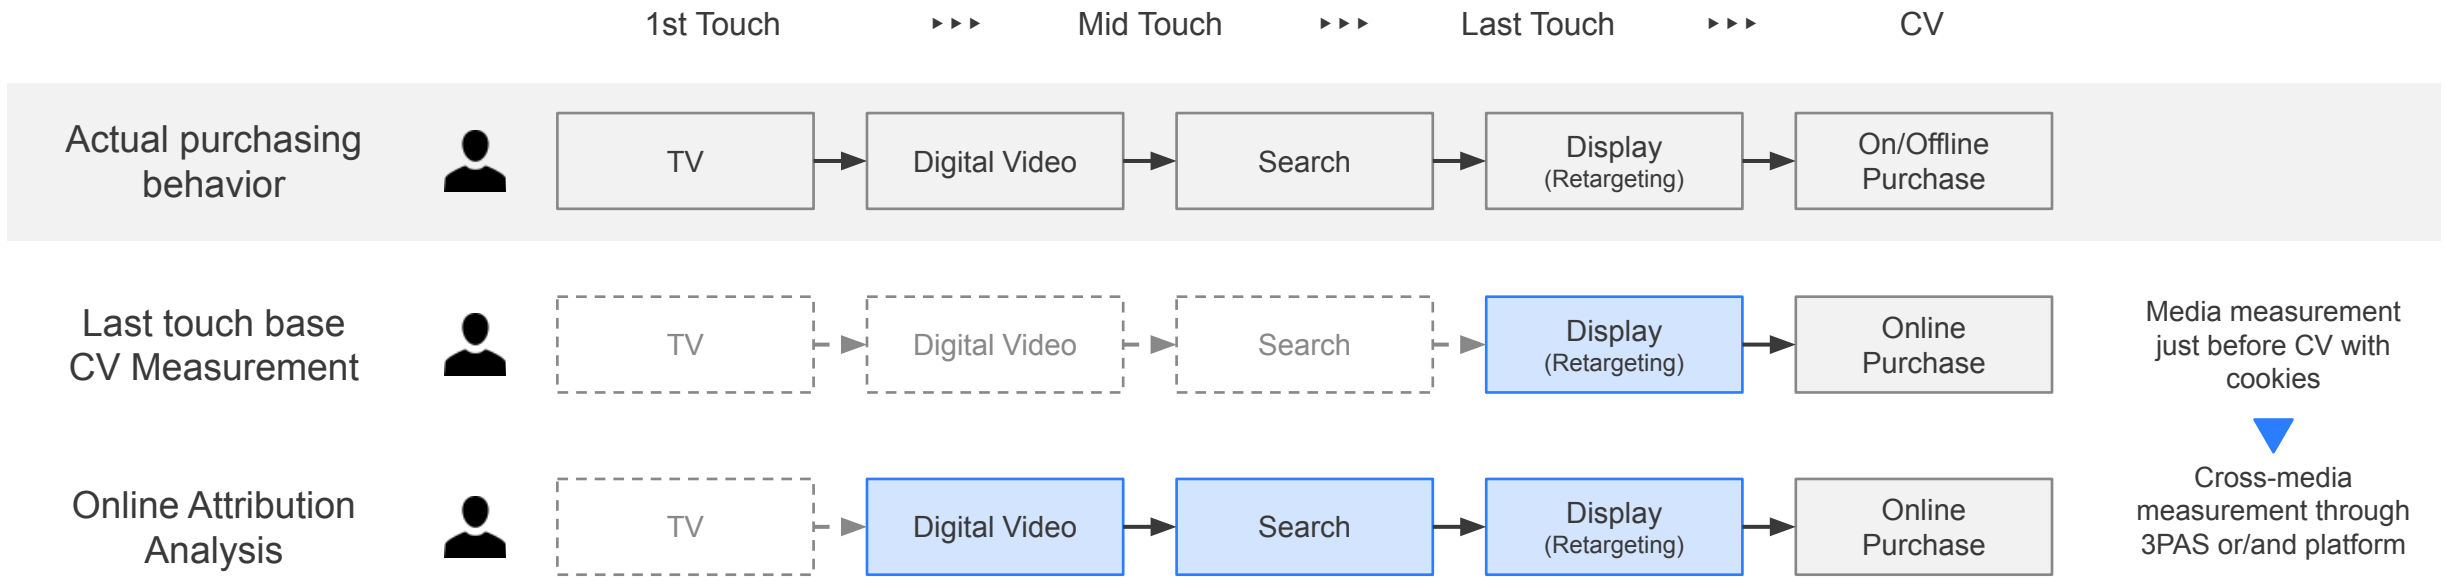 1st Touch ▸▸▸ Mid Touch ▸▸▸ Last Touch ▸▸▸ CV
Actual purchasing
behavior
TV
Digital Video
Search
Display
(Retargeting)
On/Offline
Purchase
Last touch base
CV Measurement
TV
Digital Video
Search
Display
(Retargeting)
Online
Purchase
Media measurement
just before CV with
cookies
Online Attribution
Analysis
TV
Digital Video
Search
Display
(Retargeting)
Online
Purchase
Cross-media
measurement through
3PAS or/and platform